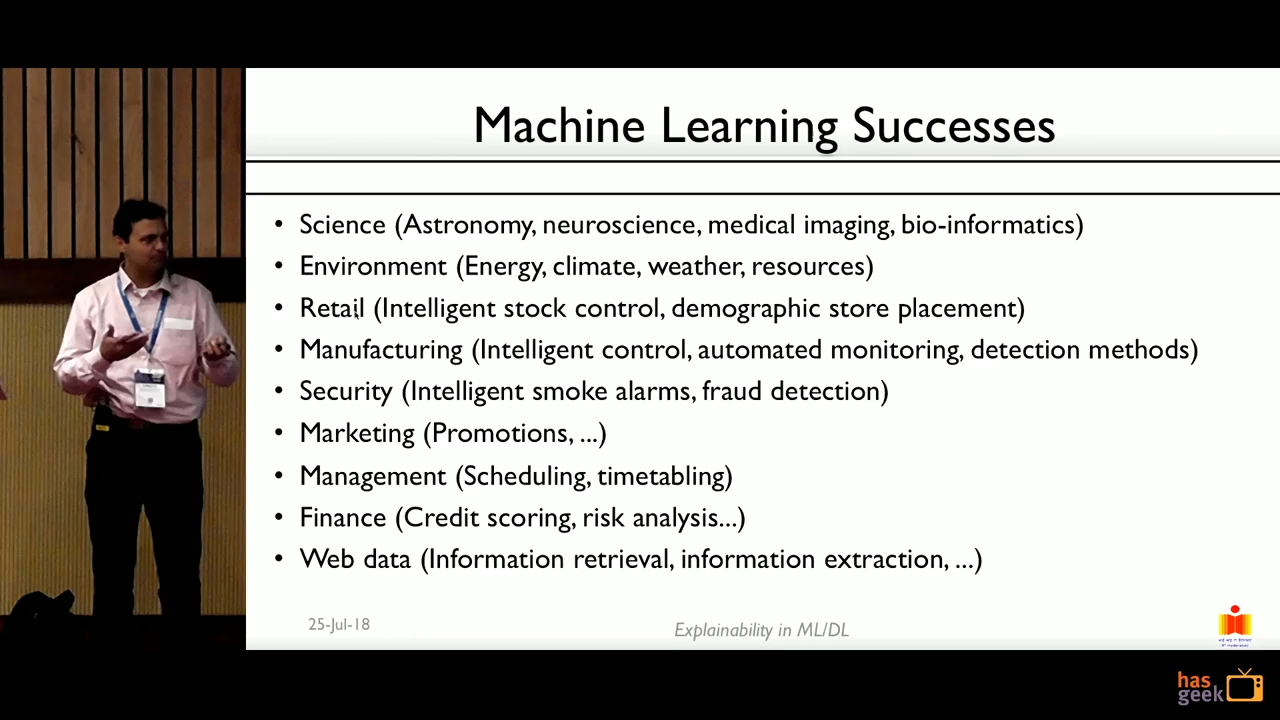 Machine Learning Successes
• Science (Astronomy, neuroscience, medical imaging, bio-informatics)
• Environment (Energy, climate, weather, resources)
• Retail (Intelligent stock control, demographic store placement)
• Manufacturing (Intelligent control, automated monitoring, detection methods)
• Security (Intelligent smoke alarms, fraud detection)
• Marketing (Promotions, ...)
• Management (Scheduling, timetabling)
• Finance (Credit scoring, risk analysis...)
• Web data (Information retrieval, information extraction, ...)
25-Jul-18
Explainability in ML/DL
has
geek